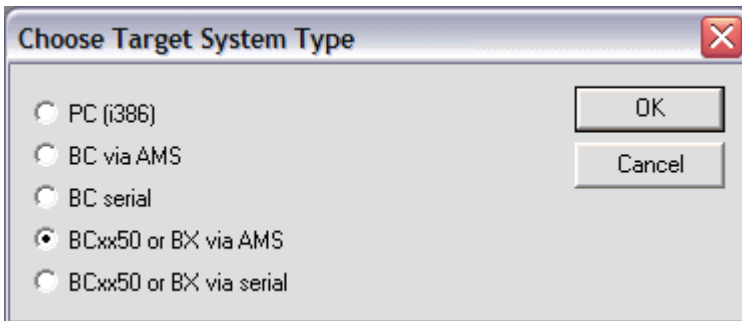 Choose Target System Type
PC (i386)
OK
BC via AMS
Cancel
BC serial
BCxx50 or BX via AMS
BCxx50 or BX via serial